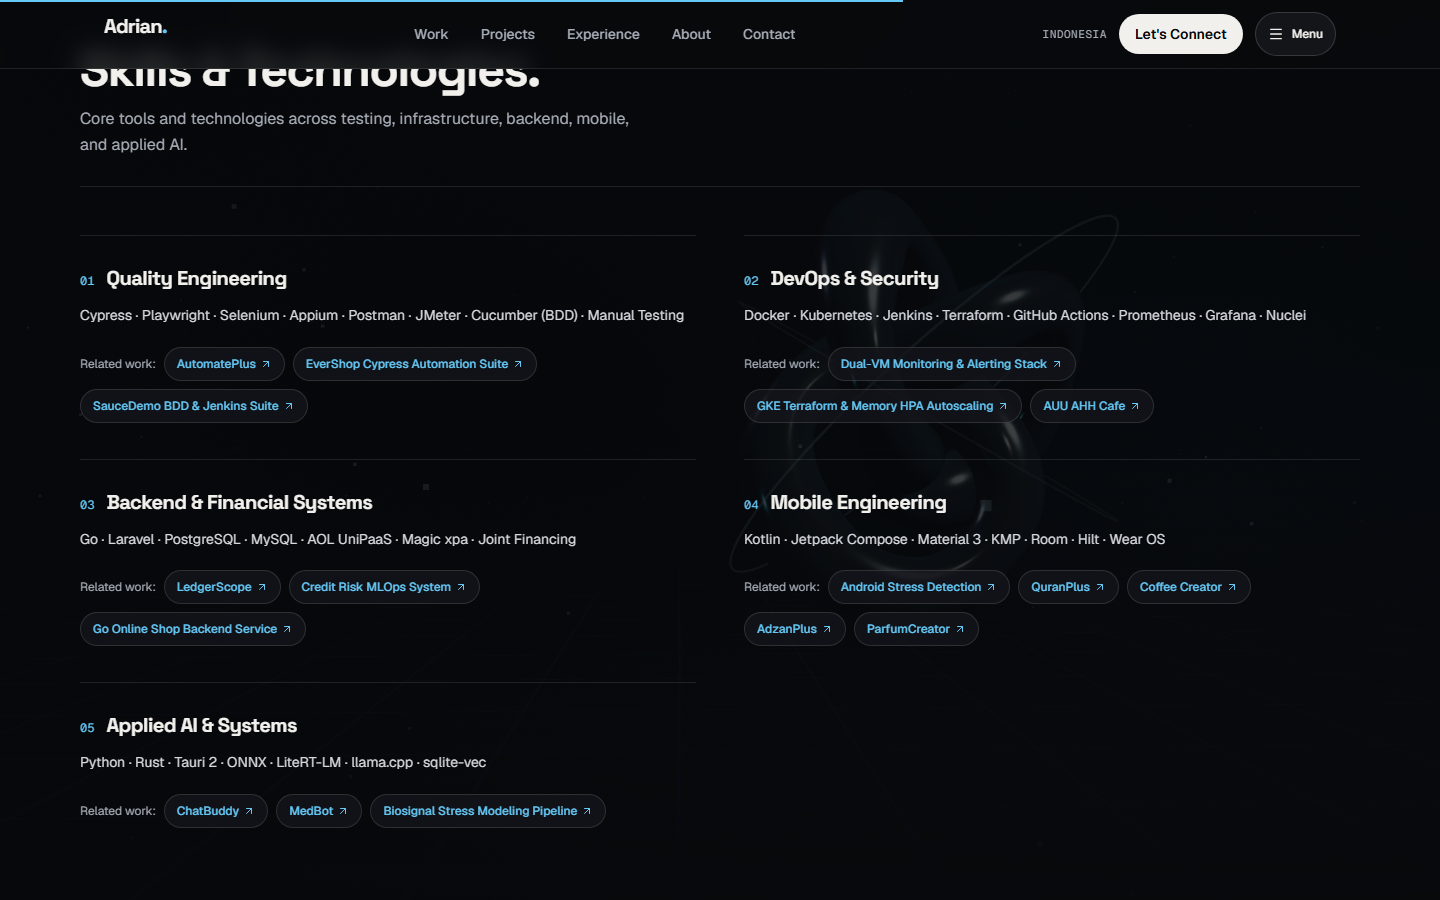 Adrian.
Work
Projects
Experience
About
Contact
INDONESIA
Let's Connect
Menu
Skills & Technologies.
Core tools and technologies across testing, infrastructure, backend, mobile,
and applied AI.
01 Quality Engineering
Cypress · Playwright · Selenium · Appium · Postman · JMeter · Cucumber (BDD) · Manual Testing
Related work: AutomatePlus ↗ EverShop Cypress Automation Suite ↗
SauceDemo BDD & Jenkins Suite ↗
02 DevOps & Security
Docker · Kubernetes · Jenkins · Terraform · GitHub Actions · Prometheus · Grafana · Nuclei
Related work: Dual-VM Monitoring & Alerting Stack ↗
GKE Terraform & Memory HPA Autoscaling ↗ AUU AHH Cafe ↗
03 Backend & Financial Systems
Go · Laravel · PostgreSQL · MySQL · AOL UniPaaS · Magic xpa · Joint Financing
Related work: LedgerScope ↗ Credit Risk MLOps System ↗
Go Online Shop Backend Service ↗
04 Mobile Engineering
Kotlin · Jetpack Compose · Material 3 · KMP · Room · Hilt · Wear OS
Related work: Android Stress Detection ↗ QuranPlus ↗ Coffee Creator ↗
AdzanPlus ↗ ParfumCreator ↗
05 Applied AI & Systems
Python · Rust · Tauri 2 · ONNX · LiteRT-LM · llama.cpp · sqlite-vec
Related work: ChatBuddy ↗ MedBot ↗ Biosignal Stress Modeling Pipeline ↗